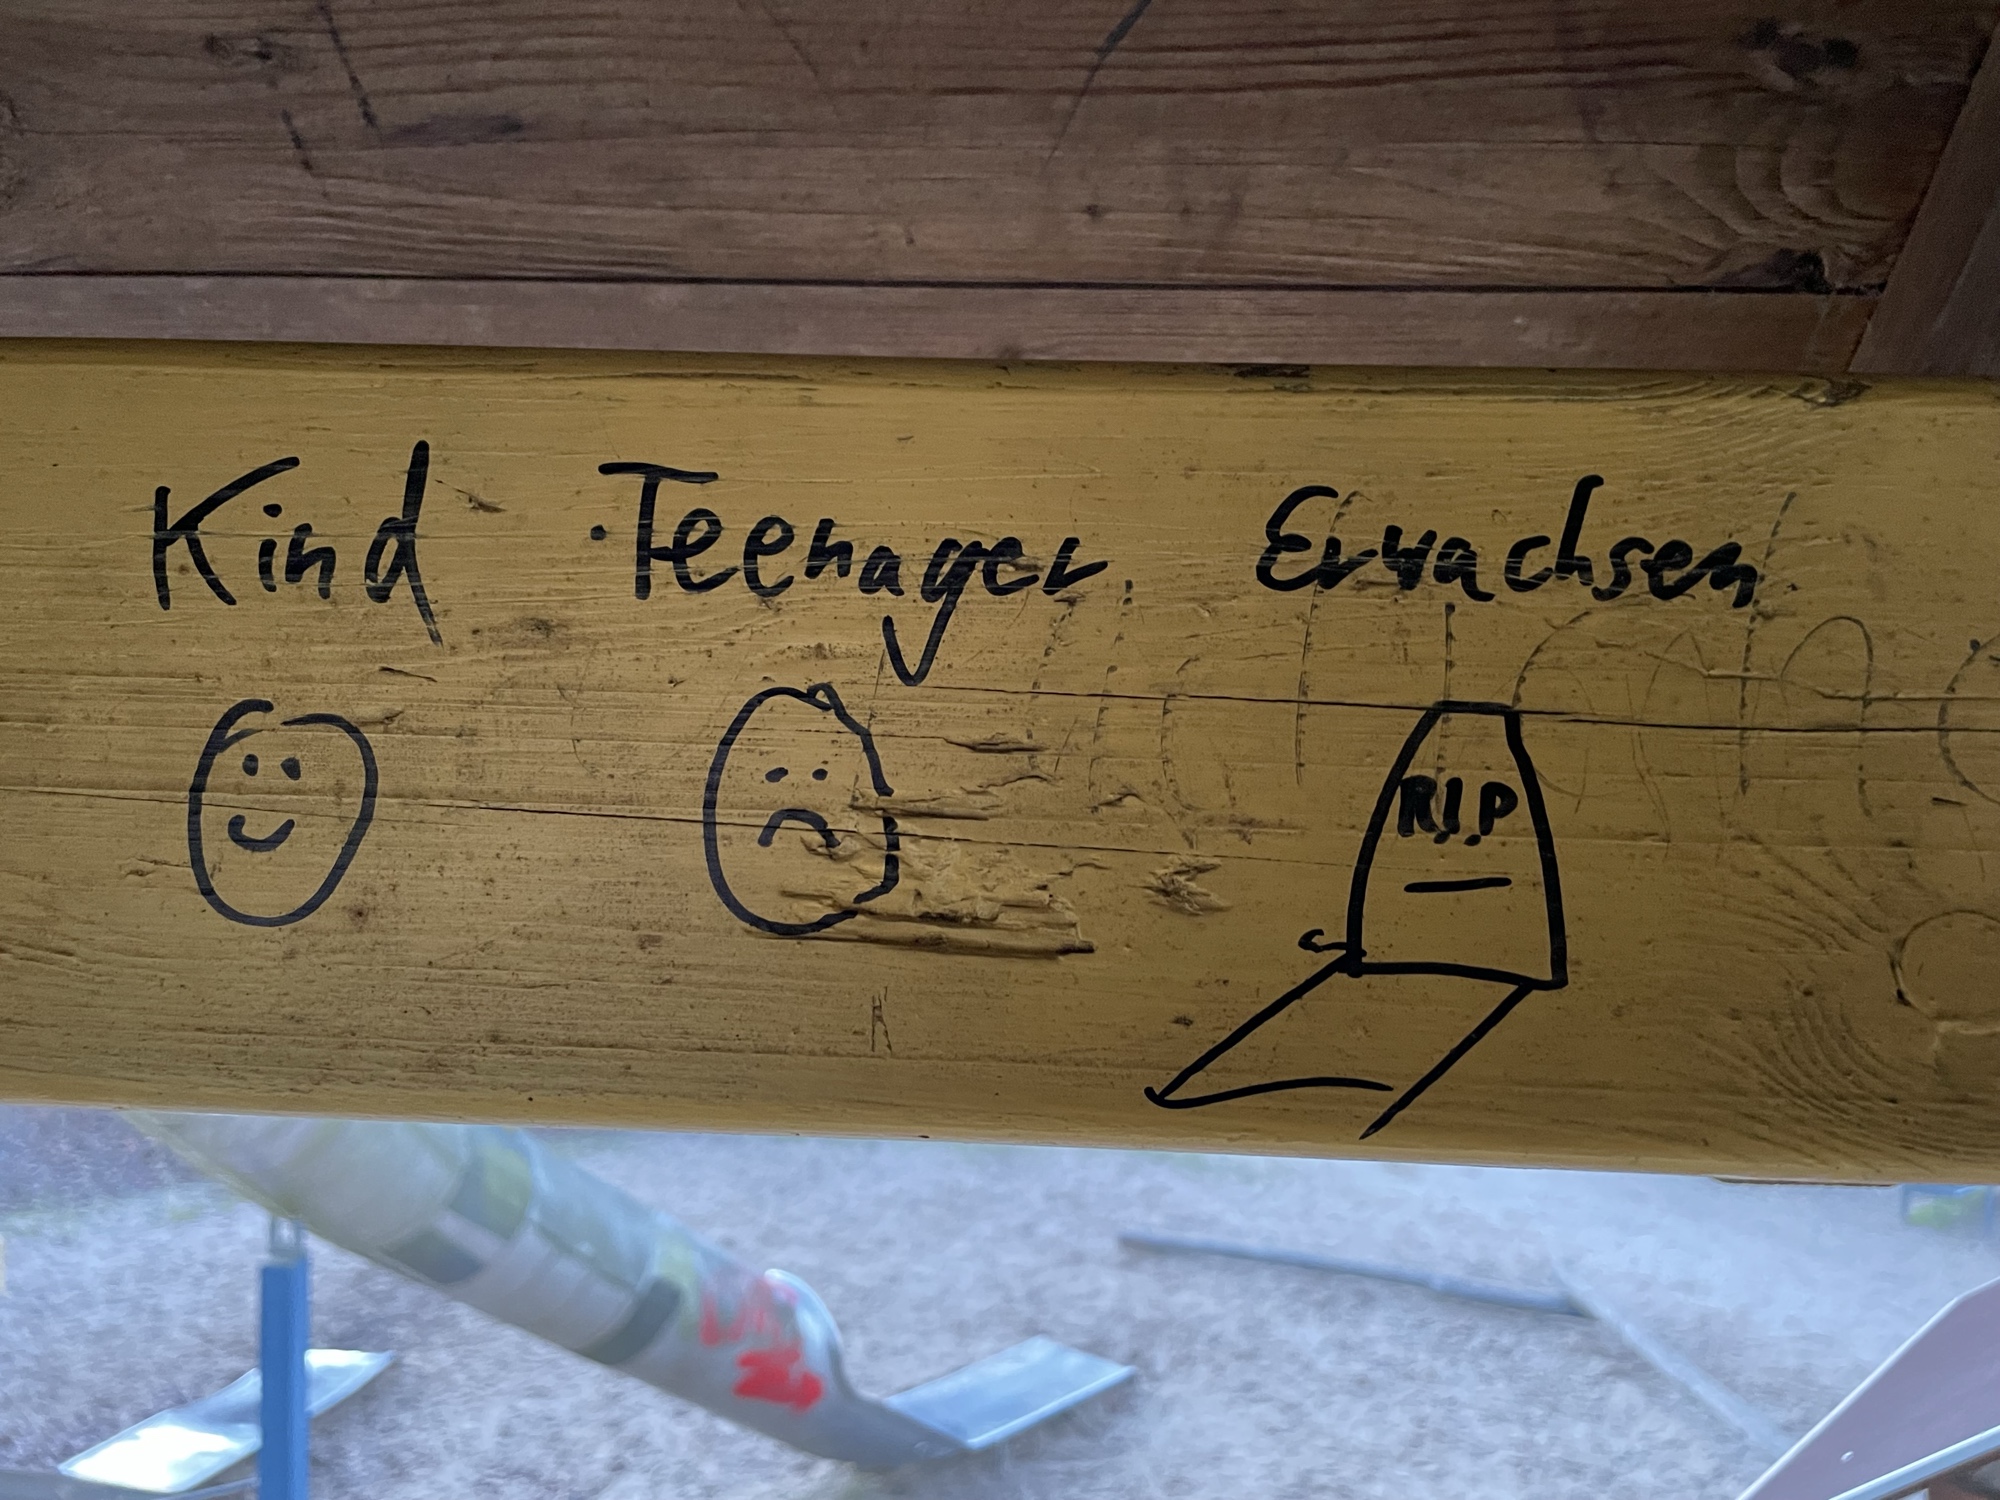 Kind Teenager Erwachsen
R.I.P